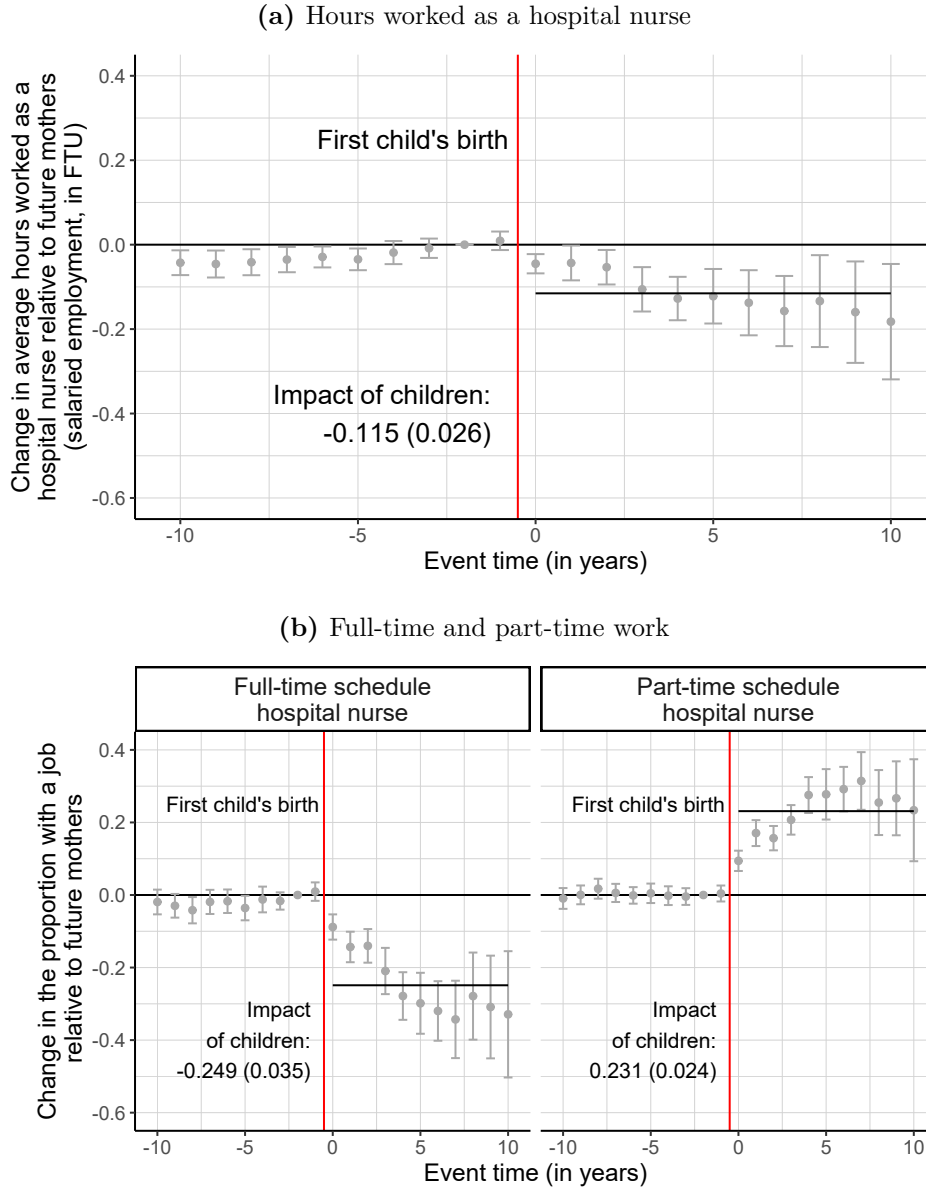 (a) Hours worked as a hospital nurse
Change in average hours worked as a
hospital nurse relative to future mothers
(salaried employment, in FTU)
0.4
0.2
0.0
-0.2
-0.4
-0.6
First child's birth
Impact of children:
-0.115 (0.026)
-10
-5
0
5
10
Event time (in years)
(b) Full-time and part-time work
Full-time schedule
hospital nurse
Part-time schedule
hospital nurse
Change in the proportion with a job
relative to future mothers
0.4
0.2
0.0
-0.2
-0.4
-0.6
First child's birth
Impact
of children:
-0.249 (0.035)
First child's birth
Impact
of children:
0.231 (0.024)
-10
-5
0
5
10
-10
-5
0
5
10
Event time (in years)